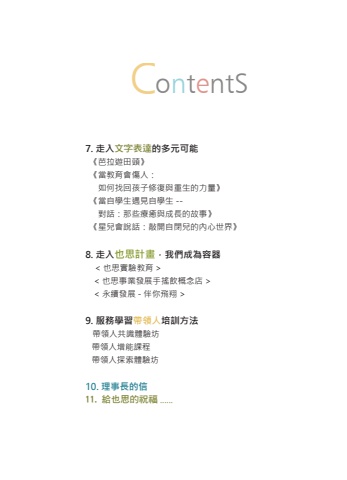 ContentS
7. 走入文字表達的多元可能
《芭拉遊田頭》
《當教育會傷人：
如何找回孩子修復與重生的力量》
《當自學生遇見自學生 --
對話：那些療癒與成長的故事》
《星兒會說話：敲開自閉兒的內心世界》
8. 走入也思計畫．我們成為容器
< 也思實驗教育 >
< 也思事業發展手搖飲概念店 >
< 永續發展 - 伴你飛翔 >
9. 服務學習帶領人培訓方法
帶領人共識體驗坊
帶領人增能課程
帶領人探索體驗坊
10. 理事長的信
11. 給也思的祝福 ......